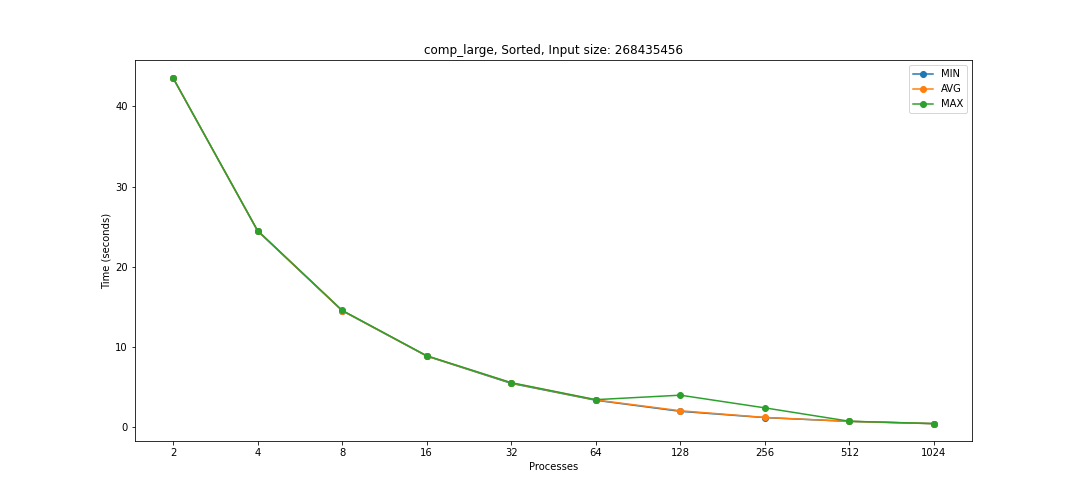 comp_large, Sorted, Input size: 268435456
MIN
AVG
MAX
Time (seconds)
40
30
20
10
0
2 4 8 16 32 64 128 256 512 1024
Processes